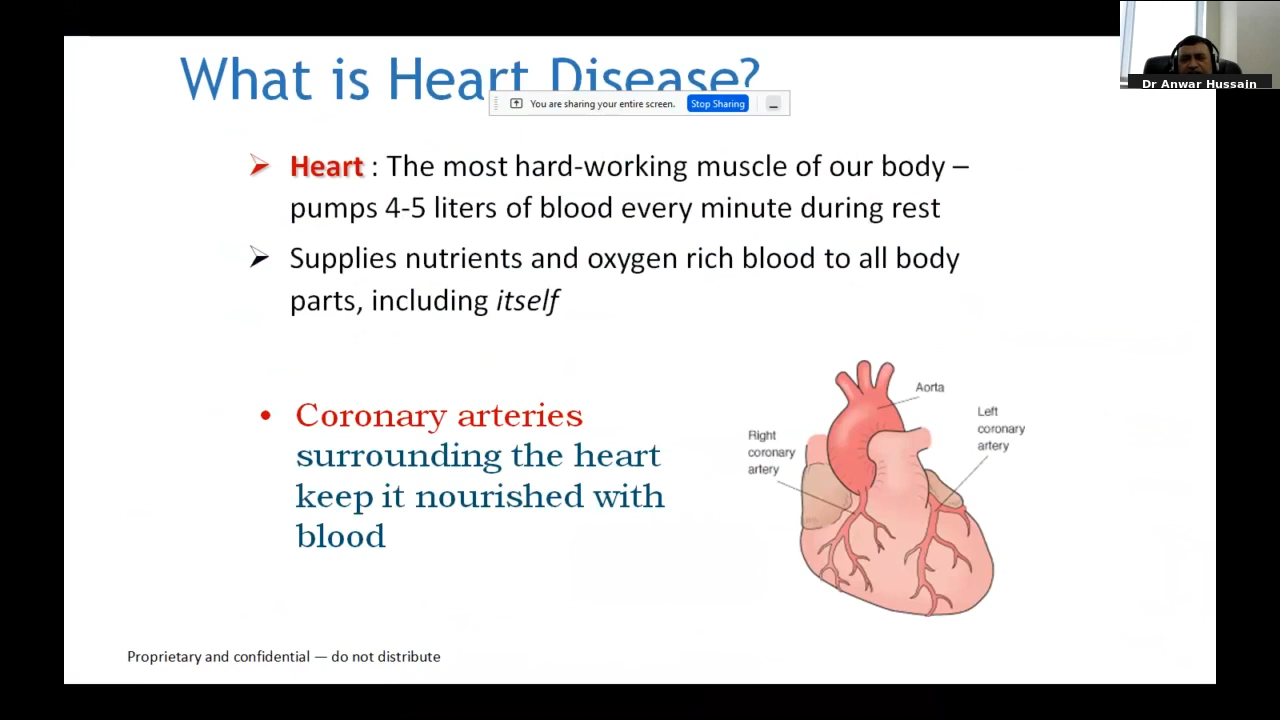 What is Heart Disease?
You are sharing your entire screen.
Stop Sharing
Dr Anwar Hussain
Heart : The most hard-working muscle of our body –
pumps 4-5 liters of blood every minute during rest
Supplies nutrients and oxygen rich blood to all body
parts, including itself
Coronary arteries
surrounding the heart
keep it nourished with
blood
Aorta
Left
coronary
artery
Right
coronary
artery
Proprietary and confidential — do not distribute